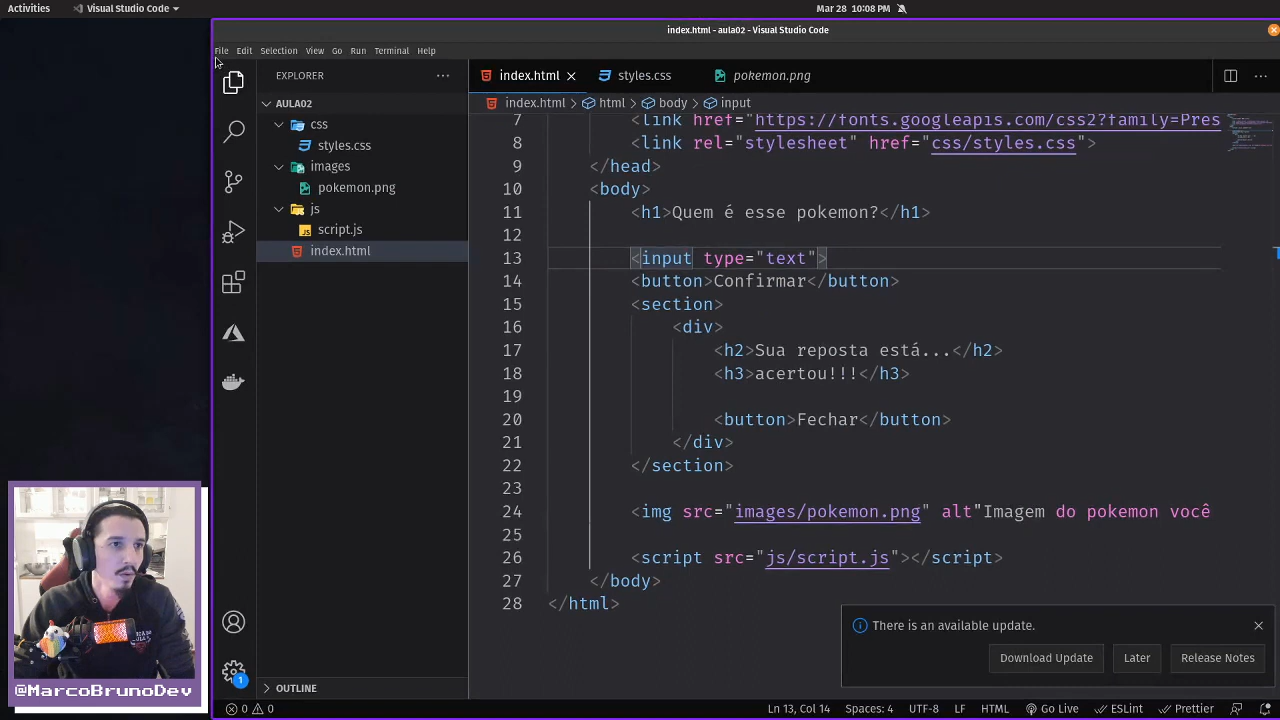 Activities
Visual Studio Code
Mar 28 10:08 PM
index.html - aula02 - Visual Studio Code
File Edit Selection View Go Run Terminal Help
EXPLORER
AULA02
css
styles.css
images
pokemon.png
js
script.js
index.html
OUTLINE
index.html
styles.css
pokemon.png
index.html html body input
7 <link href="https://fonts.googleapis.com/css2?family=Pres
8 <link rel="stylesheet" href="css/styles.css">
9 </head>
10 <body>
11 <h1>Quem é esse pokemon?</h1>
12
13 <input type="text">
14 <button>Confirmar</button>
15 <section>
16 <div>
17 <h2>Sua reposta está...</h2>
18 <h3>acertou!!!</h3>
19
20 <button>Fechar</button>
21 </div>
22 </section>
23
24 <img src="images/pokemon.png" alt"Imagem do pokemon você
25
26 <script src="js/script.js"></script>
27 </body>
28 </html>
There is an available update.
Download Update Later Release Notes
@MarcoBrunoDev
1
0 0
Ln 13, Col 14 Spaces: 4 UTF-8 LF HTML Go Live ESLint Prettier